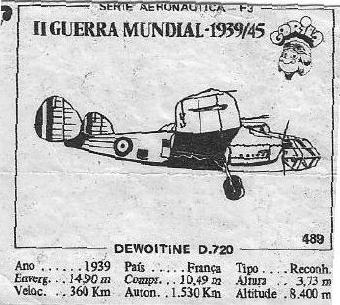 SERIE AERONAUTICA - F3
II GUERRA MUNDIAL-1939/45
GORILA
489
DEWOITINE D.720
Ano ...... 1939 País ..... França Tipo .... Reconh.
Enverg. . . 14.90 m Compr. .. 10,49 m Altura ... 3,73 m
Veloc. .. 360 Km Auton. . 1.530 Km Altitude . 8.400 m